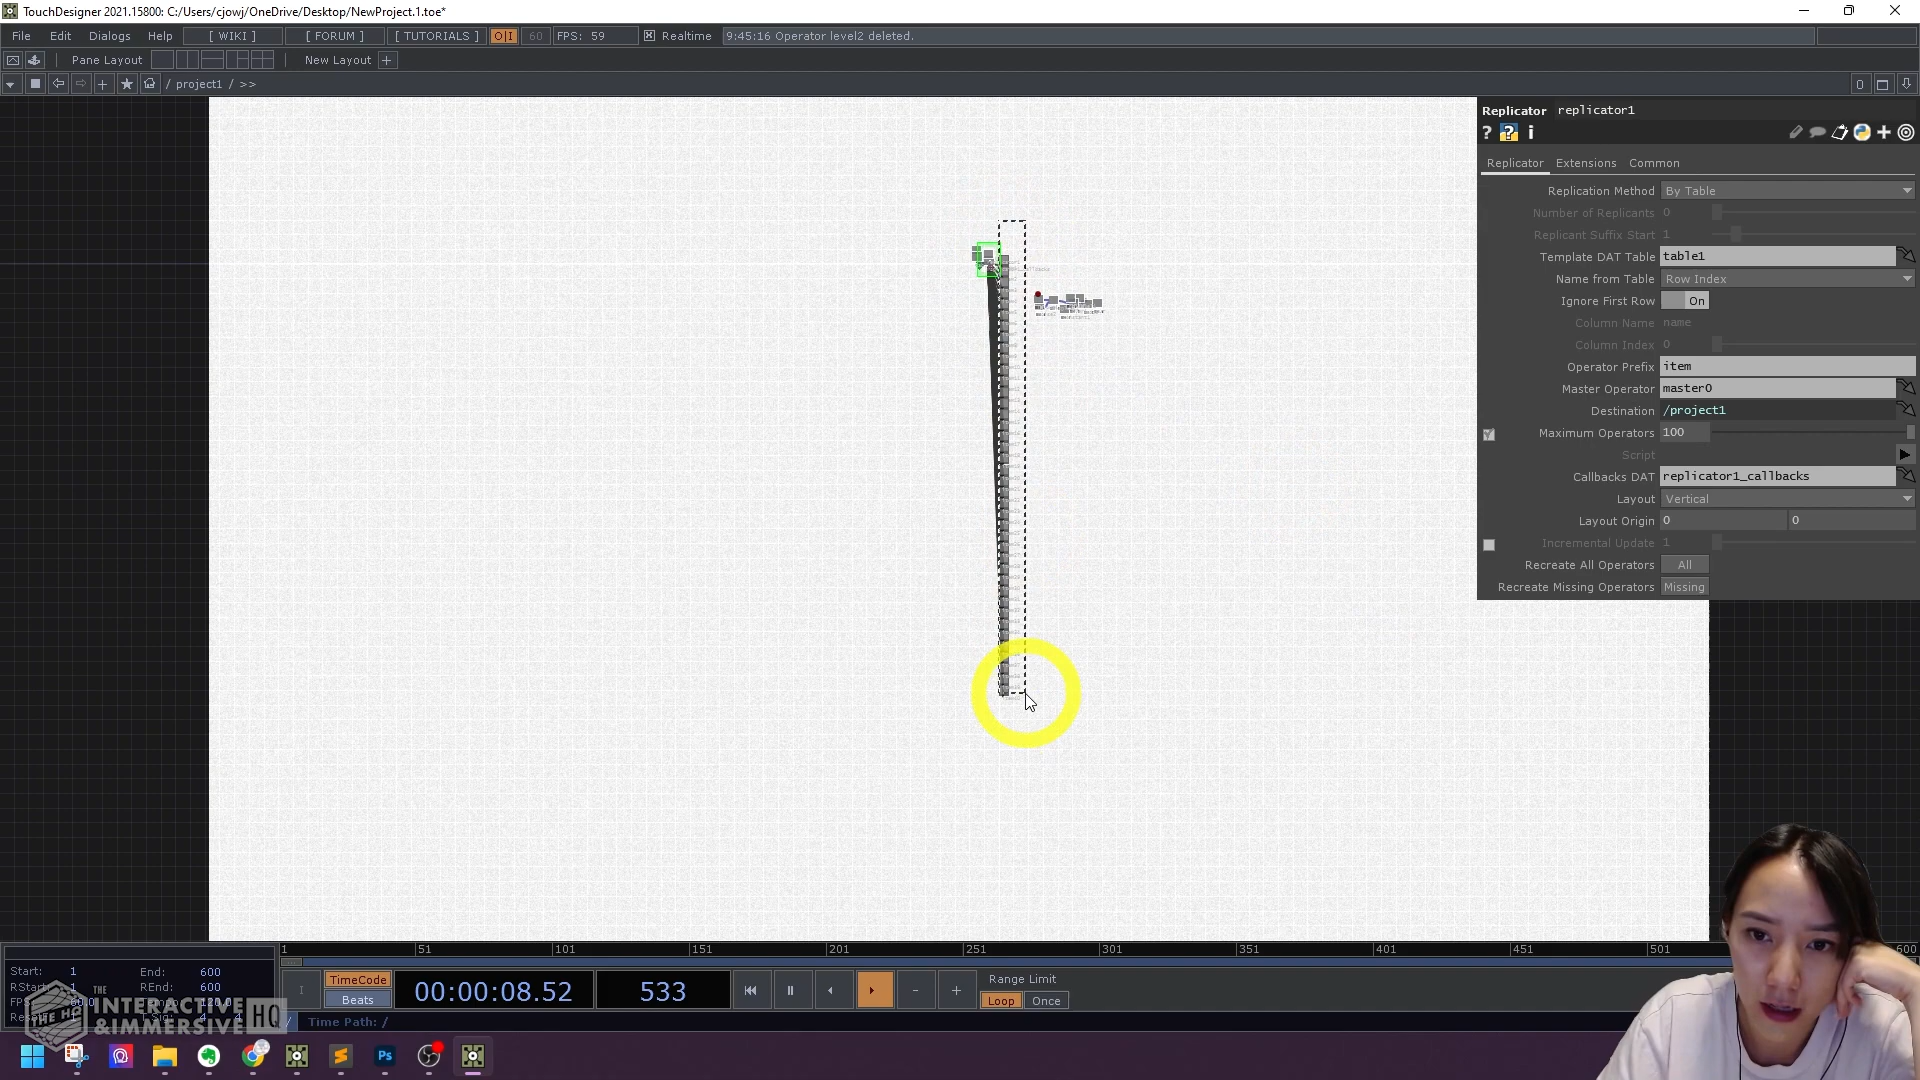 TouchDesigner 2021.15800: C:/Users/cjowj/OneDrive/Desktop/NewProject.1.toe*
File Edit Dialogs Help [ WIKI ] [ FORUM ] [ TUTORIALS ] O|I 60 FPS: 59 Realtime 9:45:16 Operator level2 deleted.
Pane Layout New Layout +
/ project1 / >> 0
Replicator replicator1
? ? i
Replicator Extensions Common
Replication Method By Table
Number of Replicants 0
Replicant Suffix Start 1
Template DAT Table table1
Name from Table Row Index
Ignore First Row On
Column Name name
Column Index 0
Operator Prefix item
Master Operator master0
Destination /project1
Maximum Operators 100
Script
Callbacks DAT replicator1_callbacks
Layout Vertical
Layout Origin 0 0
Incremental Update 1
Recreate All Operators All
Recreate Missing Operators Missing
1 51 101 151 201 251 301 351 401 451 501 600
Start: 1 End: 600
REnd: 600
TimeCode
Beats
00:00:08.52 533
Range Limit
Loop Once
THE INTERACTIVE & IMMERSIVE HQ
THE HQ
Time Path: /
Ps